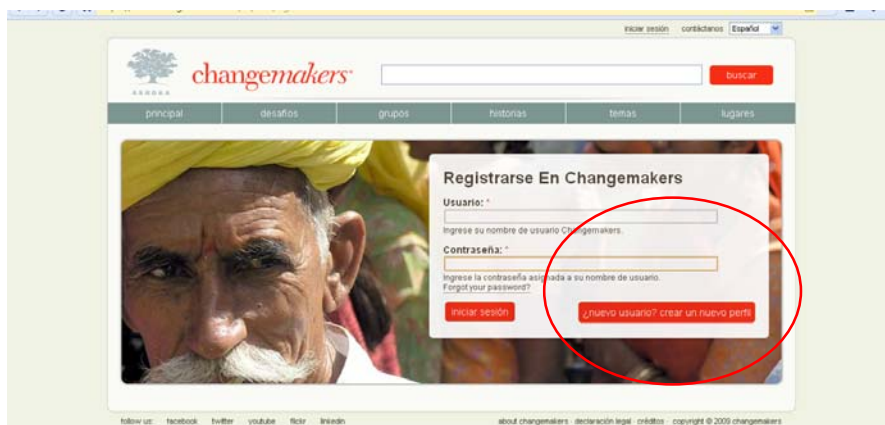 iniciar sesión contáctanos Español
ASHOKA
changemakers
buscar
principal desafíos grupos historias temas lugares
Registrarse En Changemakers
Usuario: *
Ingrese su nombre de usuario Changemakers.
Contraseña: *
Ingrese la contraseña asignada a su nombre de usuario.
Forgot your password?
iniciar sesión ¿nuevo usuario? crear un nuevo perfil
follow us: facebook twitter youtube flickr linkedin about changemakers · declaración legal · créditos · copyright © 2009 changemakers